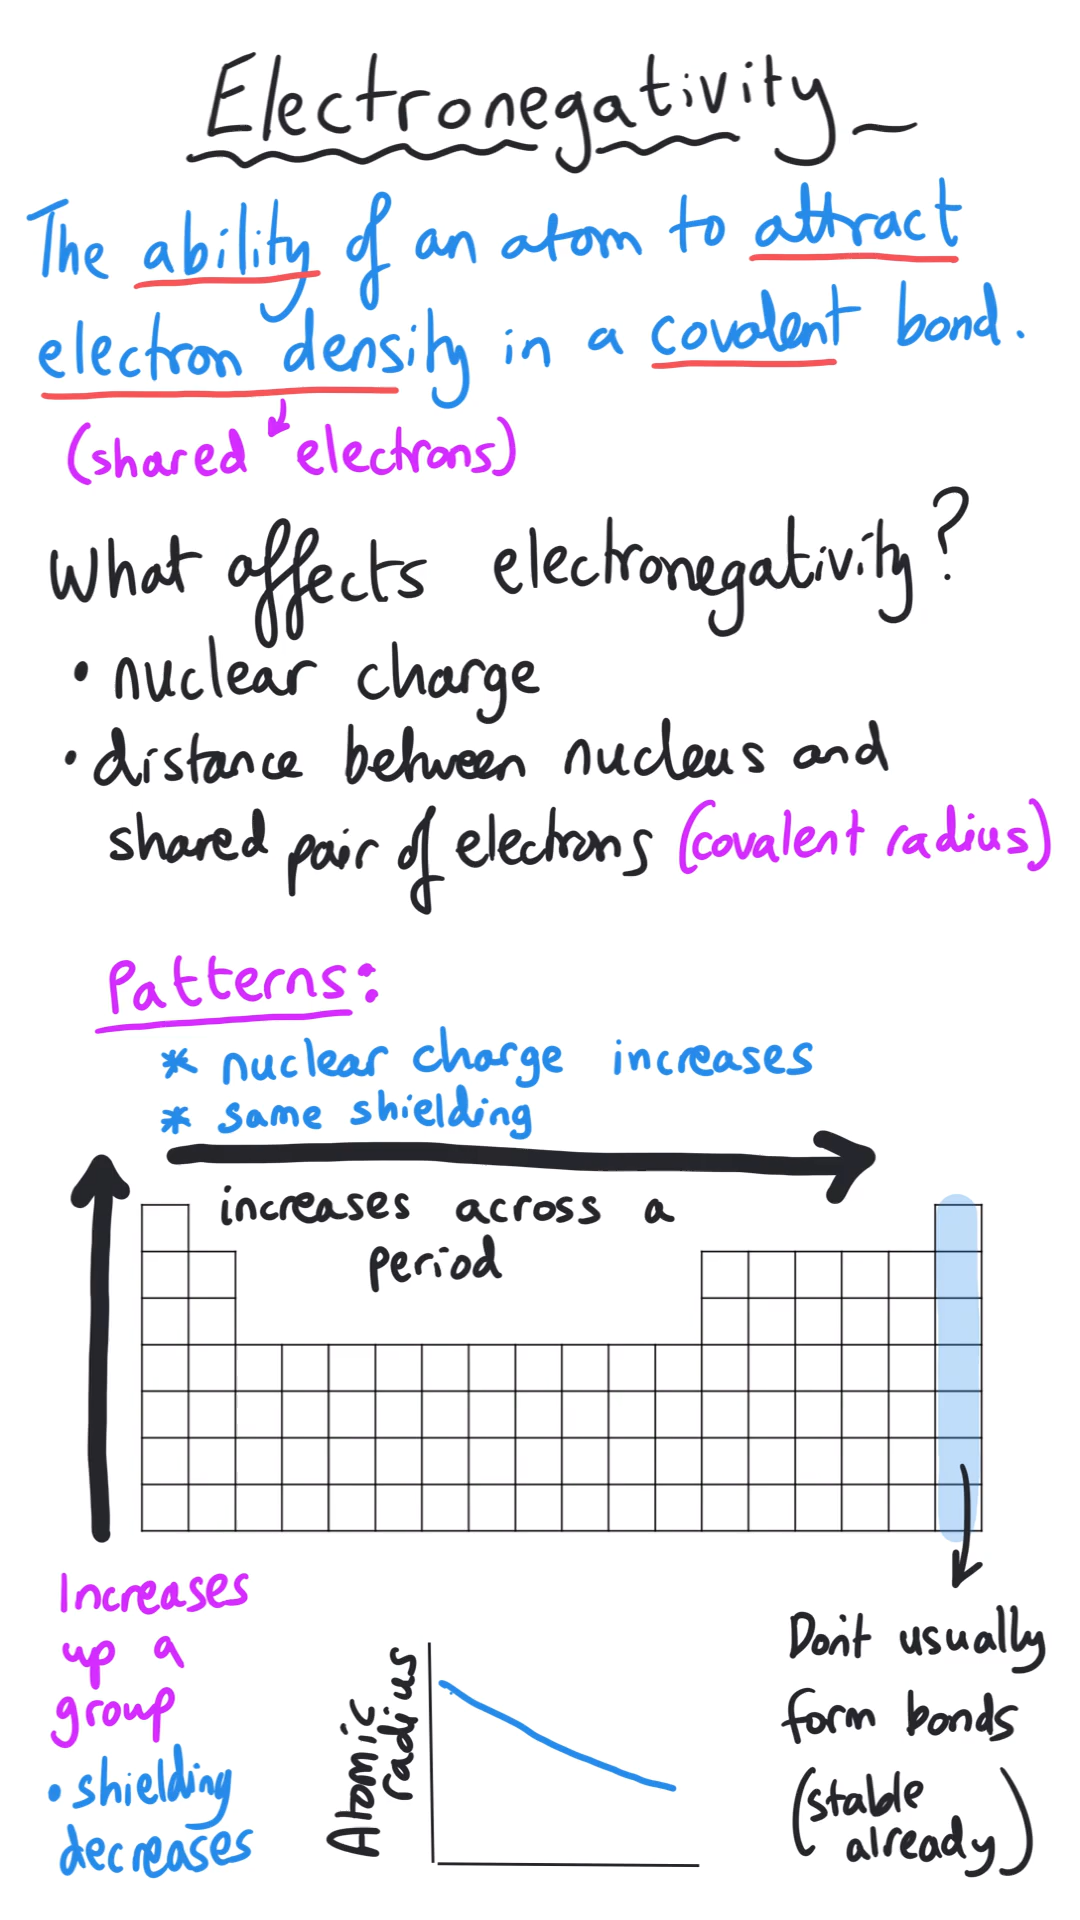 Electronegativity
The ability of an atom to attract
electron density in a covalent bond.
(shared electrons)
What affects electronegativity?
• nuclear charge
• distance between nucleus and
shared pair of electrons (covalent radius)
Patterns:
* nuclear charge increases
* same shielding
increases across a
period
Increases
up a
group
• shielding
decreases
Atomic
radius
Don't usually
form bonds
(stable
already)